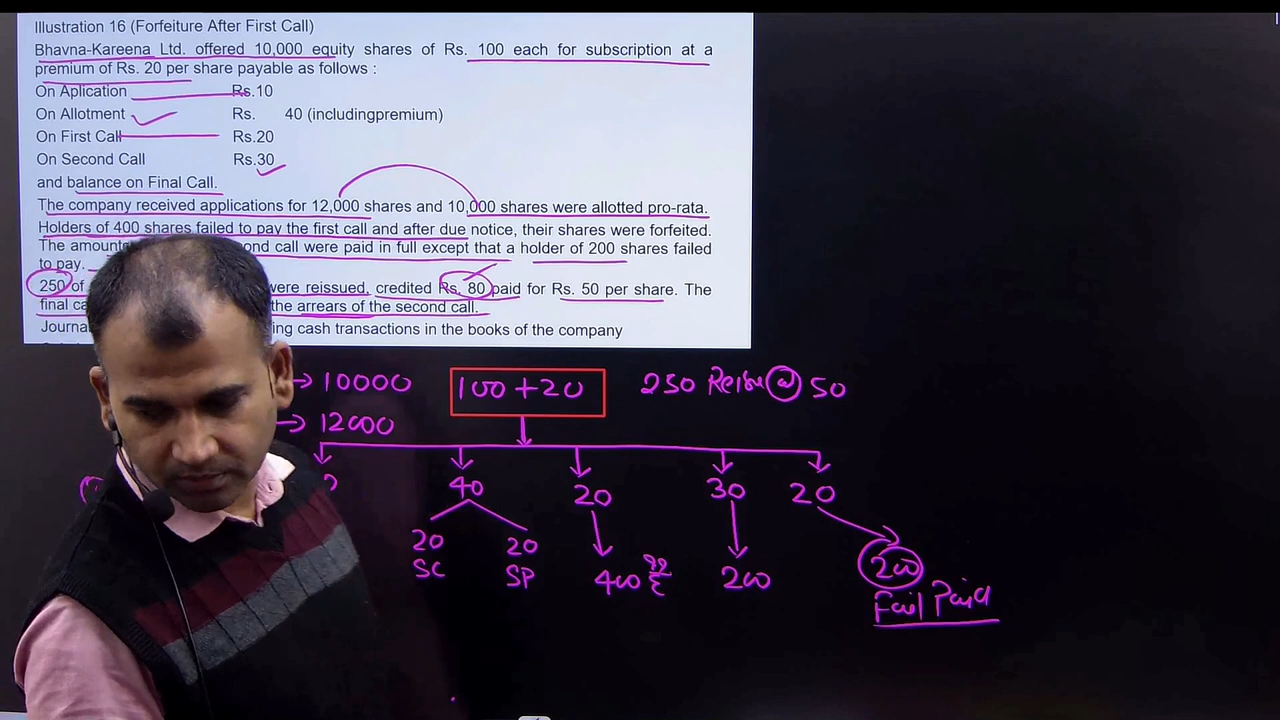 Illustration 16 (Forfeiture After First Call)
Bhavna-Kareena Ltd. offered 10,000 equity shares of Rs. 100 each for subscription at a
premium of Rs. 20 per share payable as follows :
On Aplication Rs.10
On Allotment Rs. 40 (includingpremium)
On First Call Rs.20
On Second Call Rs.30
and balance on Final Call.
The company received applications for 12,000 shares and 10,000 shares were allotted pro-rata.
Holders of 400 shares failed to pay the first call and after due notice, their shares were forfeited.
The amount ond call were paid in full except that a holder of 200 shares failed
to pay.
250 of were reissued, credited Rs. 80 paid for Rs. 50 per share. The
final ca the arrears of the second call.
Journa ing cash transactions in the books of the company
→ 10000 100 + 20 250 Reissue @ 50
→ 12000
40 20 30 20
20 20 400 200 200
SC SP
Fail Paid